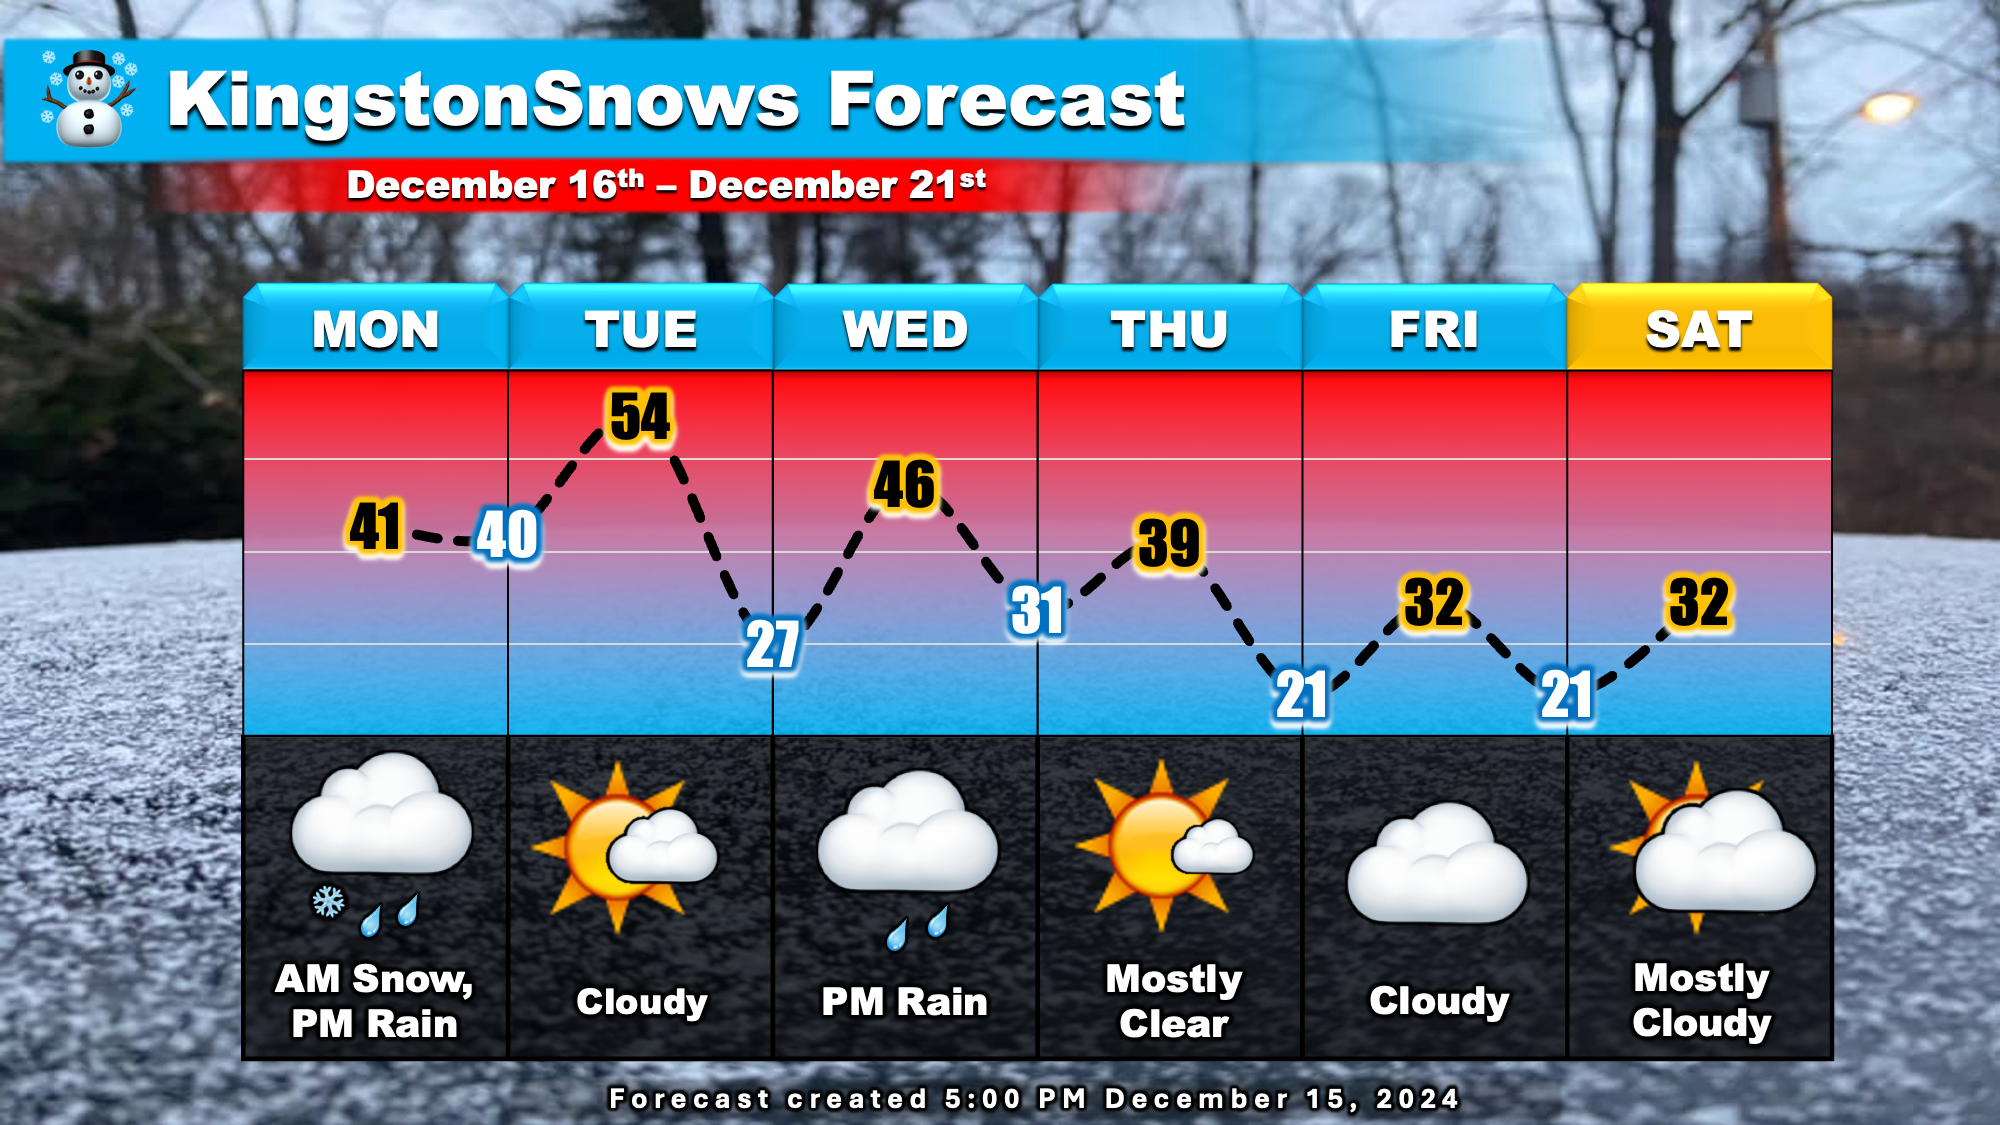 KingstonSnows Forecast
December 16th – December 21st
MON TUE WED THU FRI SAT
41 40 54 27 46 31 39 21 32 21 32
AM Snow,
PM Rain
Cloudy
PM Rain
Mostly
Clear
Cloudy
Mostly
Cloudy
Forecast created 5:00 PM December 15, 2024